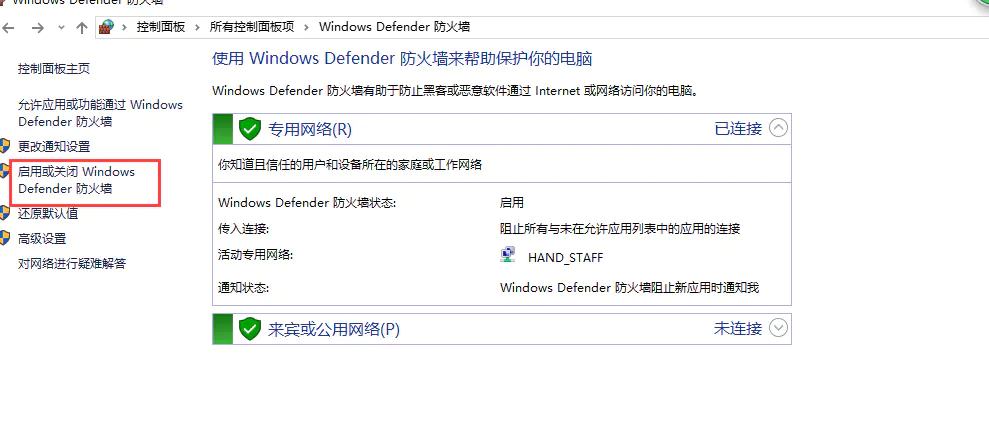 Windows Defender 防火墙
控制面板 > 所有控制面板项 > Windows Defender 防火墙
控制面板主页
允许应用或功能通过 Windows
Defender 防火墙
更改通知设置
启用或关闭 Windows
Defender 防火墙
还原默认值
高级设置
对网络进行疑难解答
使用 Windows Defender 防火墙来帮助保护你的电脑
Windows Defender 防火墙有助于防止黑客或恶意软件通过 Internet 或网络访问你的电脑。
专用网络(R) 已连接
你知道且信任的用户和设备所在的家庭或工作网络
Windows Defender 防火墙状态: 启用
传入连接: 阻止所有与未在允许应用列表中的应用的连接
活动专用网络: HAND_STAFF
通知状态: Windows Defender 防火墙阻止新应用时通知我
来宾或公用网络(P) 未连接